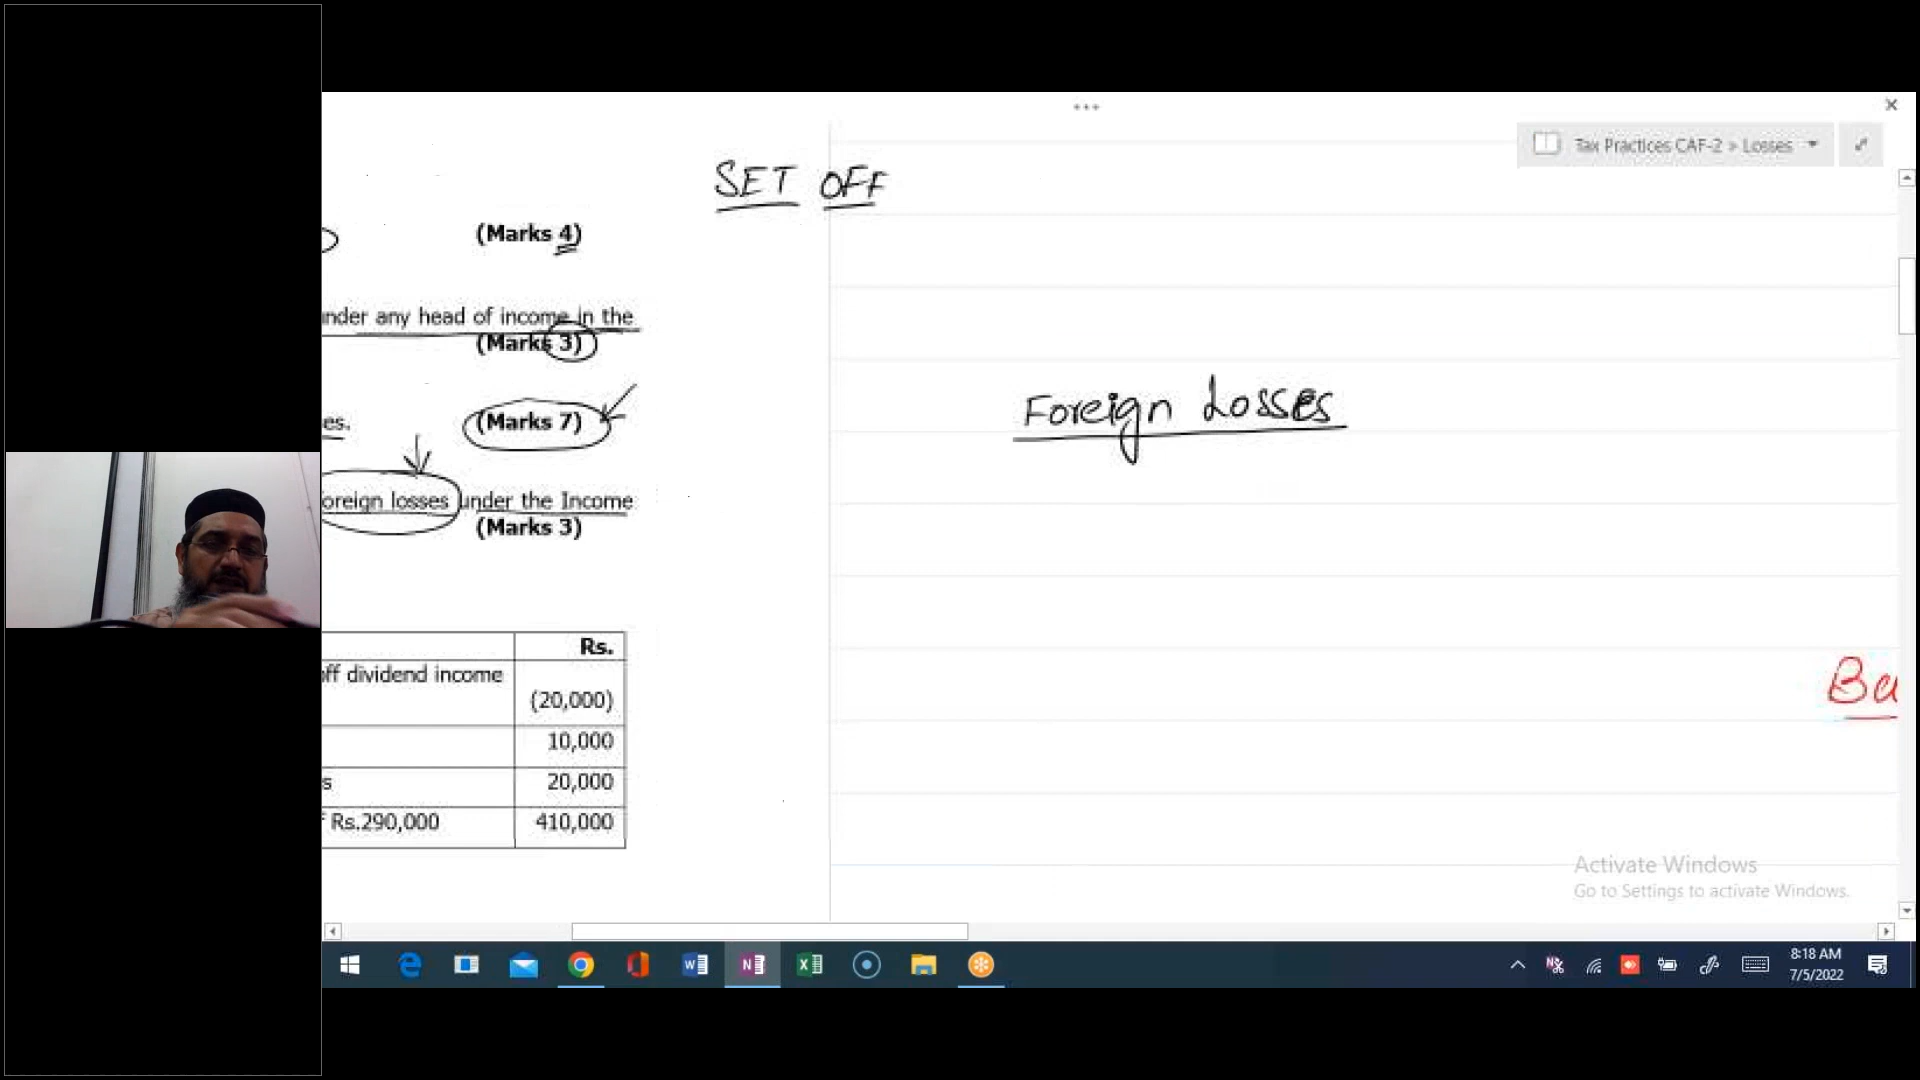 Tax Practices CAF-2 > Losses
SET OFF
(Marks 4)
nder any head of income in the
(Marks 3)
es.
(Marks 7)
oreign losses under the Income
(Marks 3)
Foreign Losses
Rs.
ff dividend income
(20,000)
10,000
s
20,000
Rs.290,000
410,000
Activate Windows
Go to Settings to activate Windows.
8:18 AM
7/5/2022